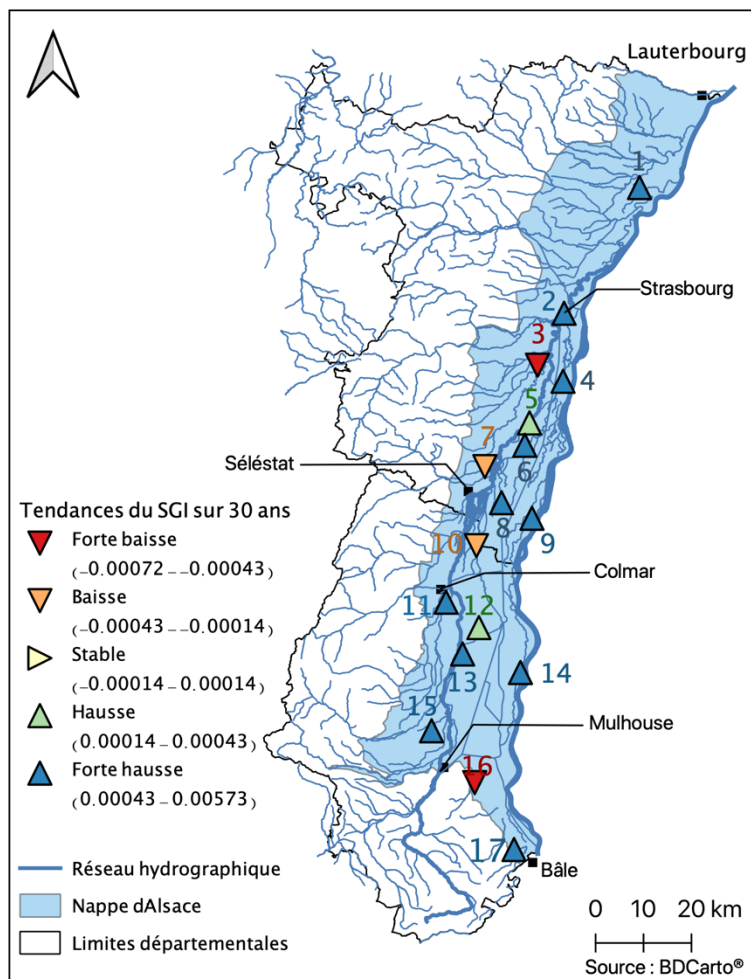 Lauterbourg
1
2
Strasbourg
3
4
5
7
6
Séléstat
8
9
10
Colmar
11
12
13
14
15
Mulhouse
16
17
Bâle
Tendances du SGI sur 30 ans
Forte baisse
(-0.00072 - -0.00043)
Baisse
(-0.00043 - -0.00014)
Stable
(-0.00014 - 0.00014)
Hausse
(0.00014 - 0.00043)
Forte hausse
(0.00043 - 0.00573)
Réseau hydrographique
Nappe dAlsace
Limites départementales
0 10 20 km
Source : BDCarto®